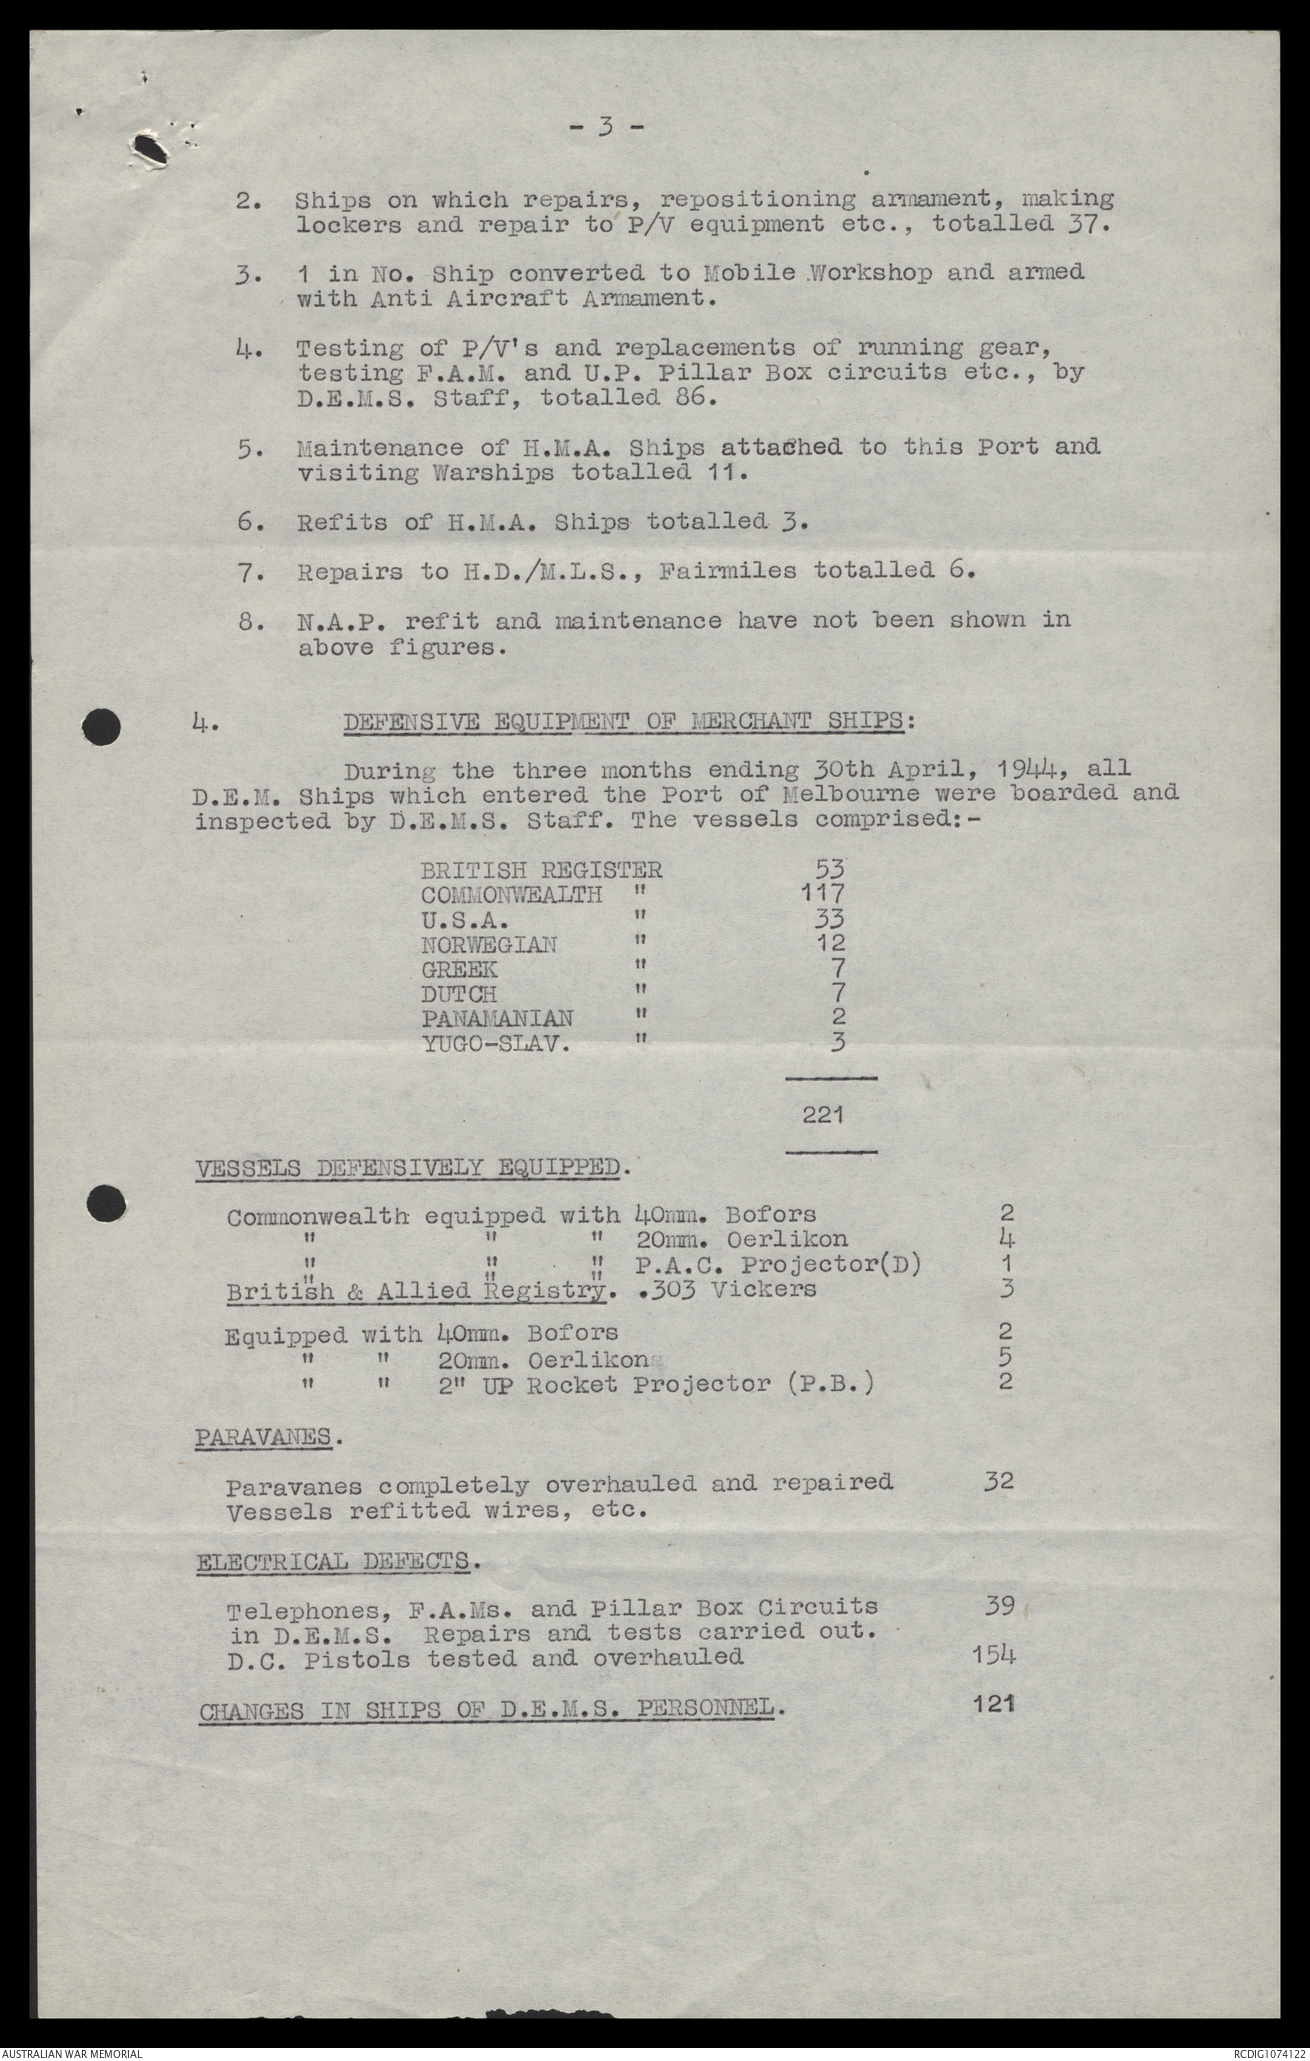 - 3 -
2. Ships on which repairs, repositioning armament, making
lockers and repair to P/V equipment etc., totalled 37.
3. 1 in No. Ship converted to Mobile Workshop and armed
with Anti Aircraft Armament.
4. Testing of P/V's and replacements of running gear,
testing F.A.M. and U.P. Pillar Box circuits etc., by
D.E.M.S. Staff, totalled 86.
5. Maintenance of H.M.A. Ships attached to this Port and
visiting Warships totalled 11.
6. Refits of H.M.A. Ships totalled 3.
7. Repairs to H.D./M.L.S., Fairmiles totalled 6.
8. N.A.P. refit and maintenance have not been shown in
above figures.
4. DEFENSIVE EQUIPMENT OF MERCHANT SHIPS:
During the three months ending 30th April, 1944, all
D.E.M. Ships which entered the Port of Melbourne were boarded and
inspected by D.E.M.S. Staff. The vessels comprised:-
BRITISH REGISTER 53
COMMONWEALTH " 117
U.S.A. " 33
NORWEGIAN " 12
GREEK " 7
DUTCH " 7
PANAMANIAN " 2
YUGO-SLAV. " 3
221
VESSELS DEFENSIVELY EQUIPPED.
Commonwealth equipped with 40mm. Bofors 2
" " " 20mm. Oerlikon 4
" " " P.A.C. Projector(D) 1
" " " .303 Vickers 3
British & Allied Registry.
Equipped with 40mm. Bofors 2
" " 20mm. Oerlikons 5
" " 2" UP Rocket Projector (P.B.) 2
PARAVANES.
Paravanes completely overhauled and repaired 32
Vessels refitted wires, etc.
ELECTRICAL DEFECTS.
Telephones, F.A.Ms. and Pillar Box Circuits 39
in D.E.M.S. Repairs and tests carried out.
D.C. Pistols tested and overhauled 154
CHANGES IN SHIPS OF D.E.M.S. PERSONNEL. 121
AUSTRALIAN WAR MEMORIAL
RCDIG1074122